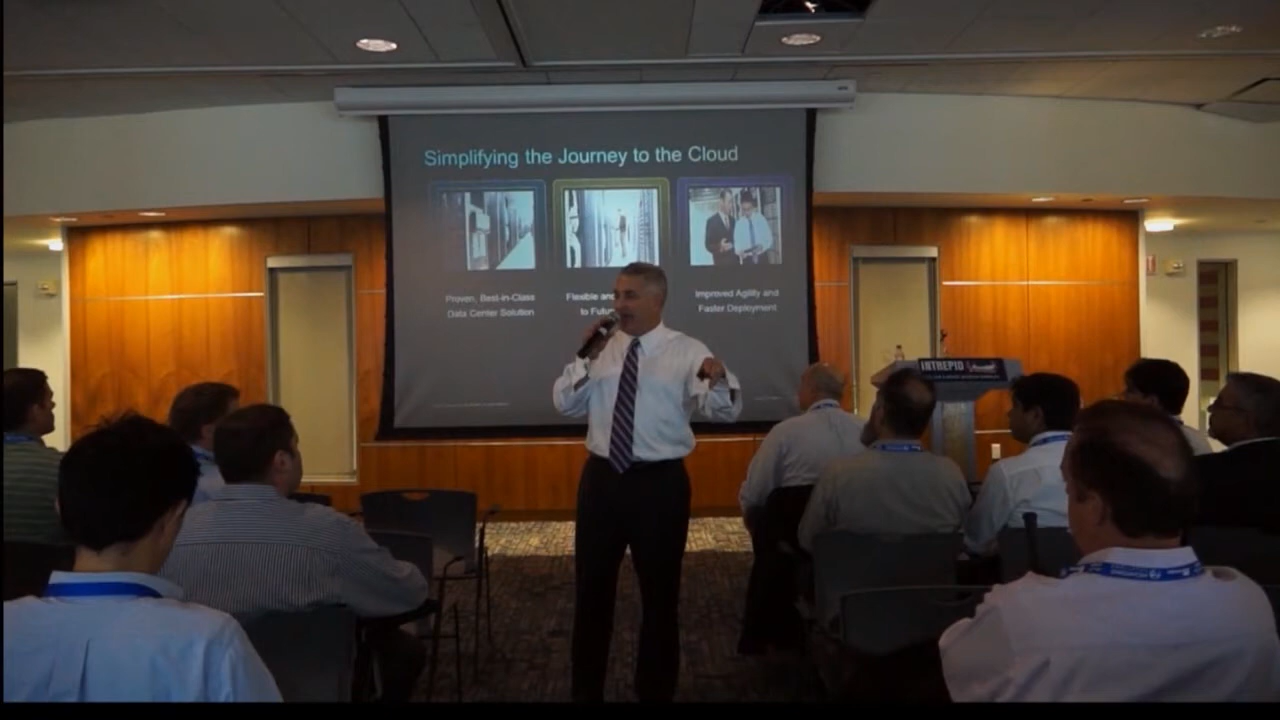 Simplifying the Journey to the Cloud
Proven, Best-in-Class
Data Center Solution
Flexible and
to Futu
Improved Agility and
Faster Deployment
INTREPID